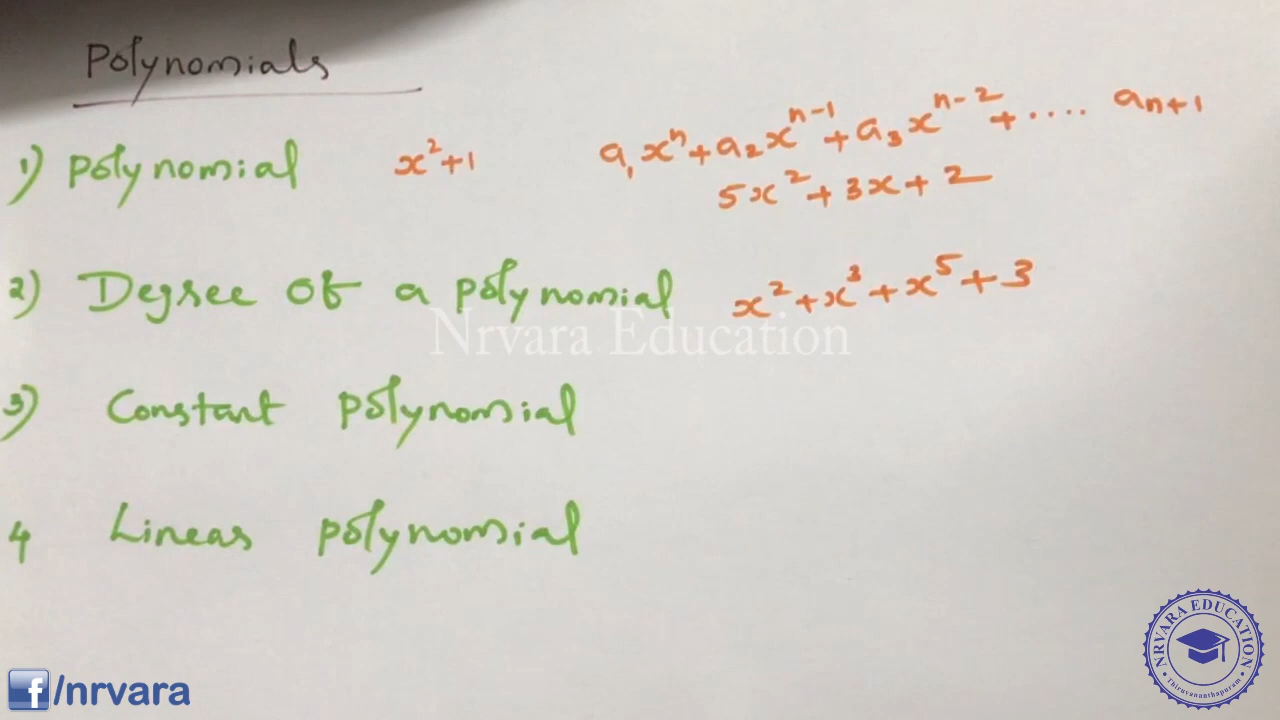 Polynomials
1) Polynomial x²+1 a₁xⁿ+a₂xⁿ⁻¹+a₃xⁿ⁻²+.... aₙ₊₁
5x²+3x+2
2) Degree of a polynomial x²+x³+x⁵+3
Nrvara Education
3) Constant polynomial
4 Linear polynomial
NRVARA EDUCATION
Thiruvananthapuram
f/nrvara